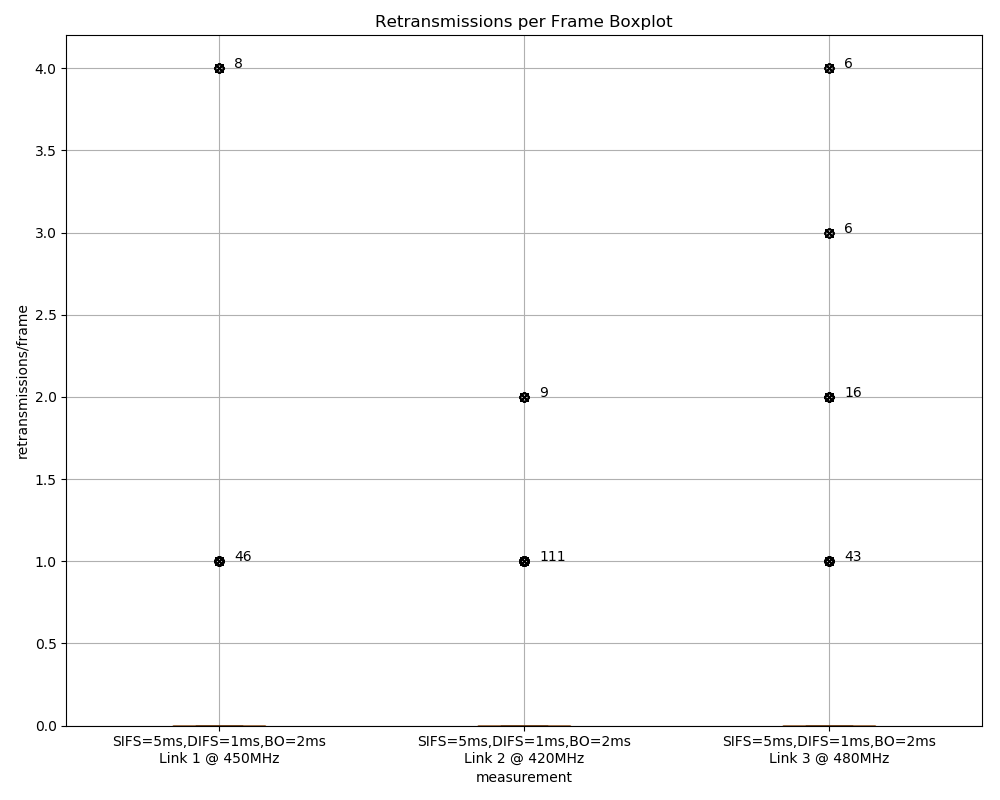 Retransmissions per Frame Boxplot
4.0
3.5
3.0
2.5
2.0
1.5
1.0
0.5
0.0
retransmissions/frame
8
46
9
111
6
6
16
43
SIFS=5ms,DIFS=1ms,BO=2ms
Link 1 @ 450MHz
SIFS=5ms,DIFS=1ms,BO=2ms
Link 2 @ 420MHz
SIFS=5ms,DIFS=1ms,BO=2ms
Link 3 @ 480MHz
measurement